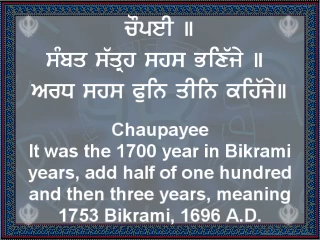 ਚੌਪਈ ॥
ਸੰਬਤ ਸੱਤ੍ਰਹ ਸਹਸ ਭਣਿੱਜੇ ॥
ਅਰਧ ਸਹਸ ਫੁਨਿ ਤੀਨਿ ਕਹਿੱਜੇ॥
Chaupayee
It was the 1700 year in Bikrami
years, add half of one hundred
and then three years, meaning
1753 Bikrami, 1696 A.D.